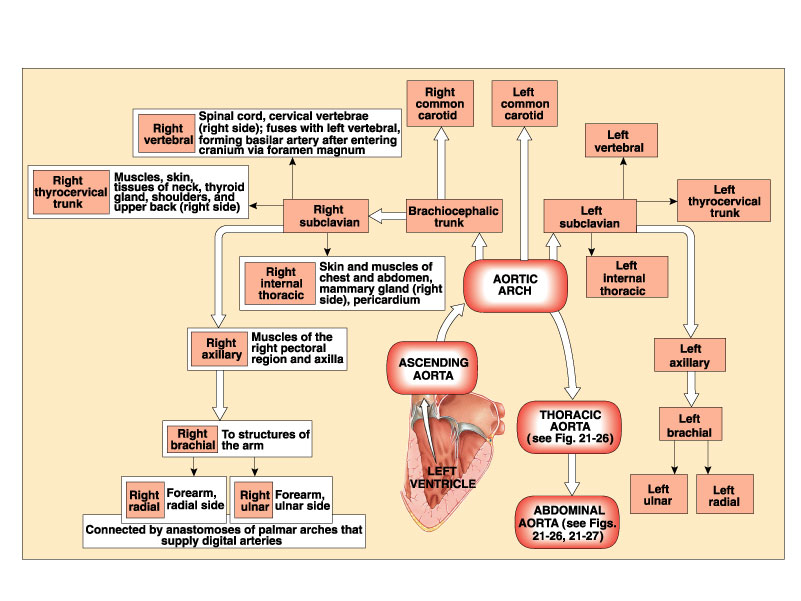 Right
common
carotid
Left
common
carotid
Right
vertebral
Spinal cord, cervical vertebrae
(right side); fuses with left vertebral,
forming basilar artery after entering
cranium via foramen magnum
Left
vertebral
Right
thyrocervical
trunk
Muscles, skin,
tissues of neck, thyroid
gland, shoulders, and
upper back (right side)
Left
thyrocervical
trunk
Right
subclavian
Brachiocephalic
trunk
Left
subclavian
Right
internal
thoracic
Skin and muscles of
chest and abdomen,
mammary gland (right
side), pericardium
AORTIC
ARCH
Left
Internal
thoracic
Right
axillary
Muscles of the
right pectoral
region and axilla
ASCENDING
AORTA
Left
axillary
Right
brachial
To structures of
the arm
THORACIC
AORTA
(see Fig. 21-26)
Left
brachial
LEFT
VENTRICLE
Right
radial
Forearm,
radial side
Right
ulnar
Forearm,
ulnar side
Left
ulnar
Left
radial
Connected by anastomoses of palmar arches that
supply digital arteries
ABDOMINAL
AORTA (see Figs.
21-26, 21-27)